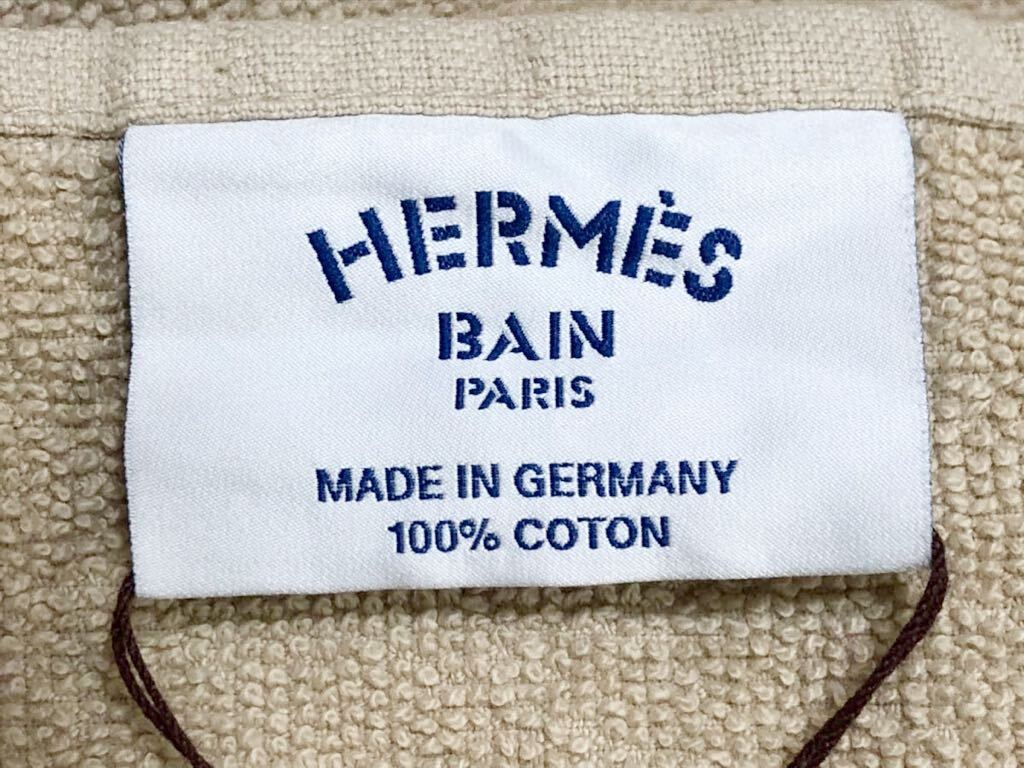 HERMÈS
BAIN
PARIS
MADE IN GERMANY
100% COTON